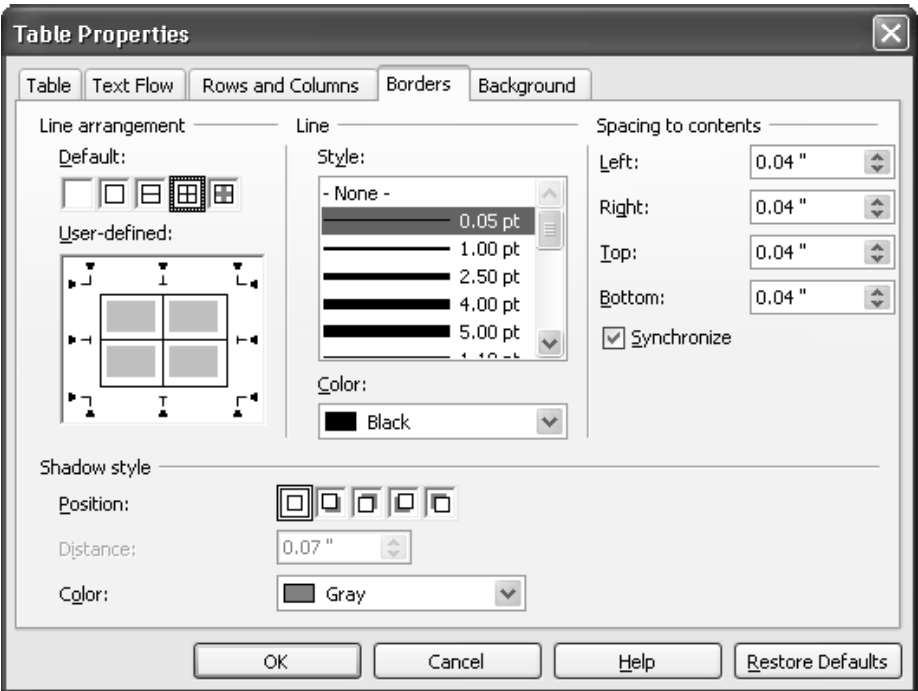 Table Properties
Table Text Flow Rows and Columns Borders Background
Line arrangement
Default:
User-defined:
Line
Style:
- None -
0.05 pt
1.00 pt
2.50 pt
4.00 pt
5.00 pt
Color:
Black
Spacing to contents
Left: 0.04 "
Right: 0.04 "
Top: 0.04 "
Bottom: 0.04 "
Synchronize
Shadow style
Position:
Distance: 0.07 "
Color: Gray
OK Cancel Help Restore Defaults